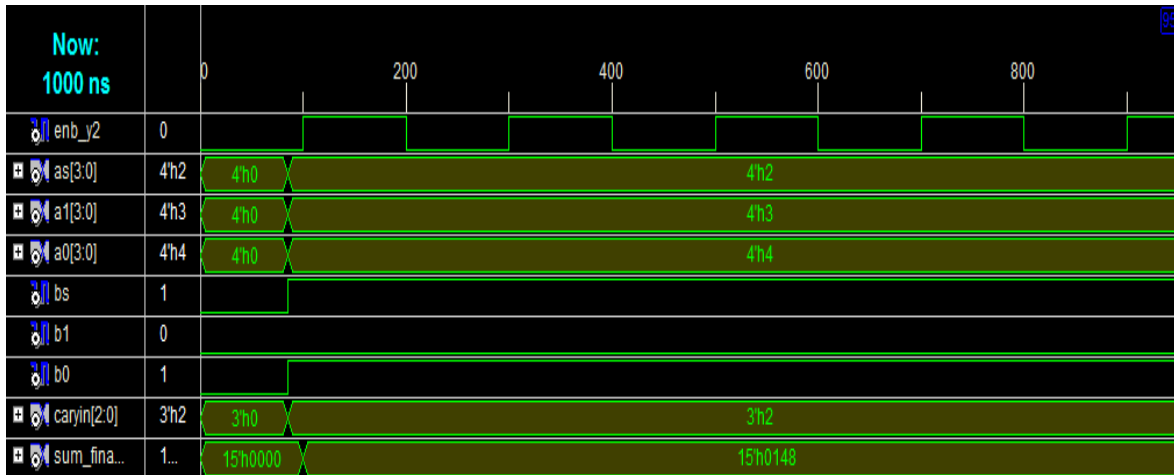 Now:
1000 ns
0 200 400 600 800
enb_y2 0
as[3:0] 4'h2 4'h0 4'h2
a1[3:0] 4'h3 4'h0 4'h3
a0[3:0] 4'h4 4'h0 4'h4
bs 1
b1 0
b0 1
caryin[2:0] 3'h2 3'h0 3'h2
sum_fina... 1... 15'h0000 15'h0148